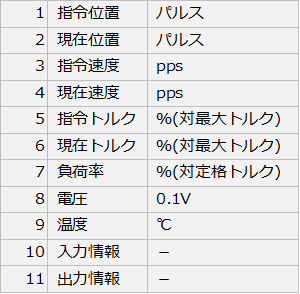 1 指令位置 パルス
2 現在位置 パルス
3 指令速度 pps
4 現在速度 pps
5 指令トルク %(対最大トルク)
6 現在トルク %(対最大トルク)
7 負荷率 %(対定格トルク)
8 電圧 0.1V
9 温度 ℃
10 入力情報 －
11 出力情報 －